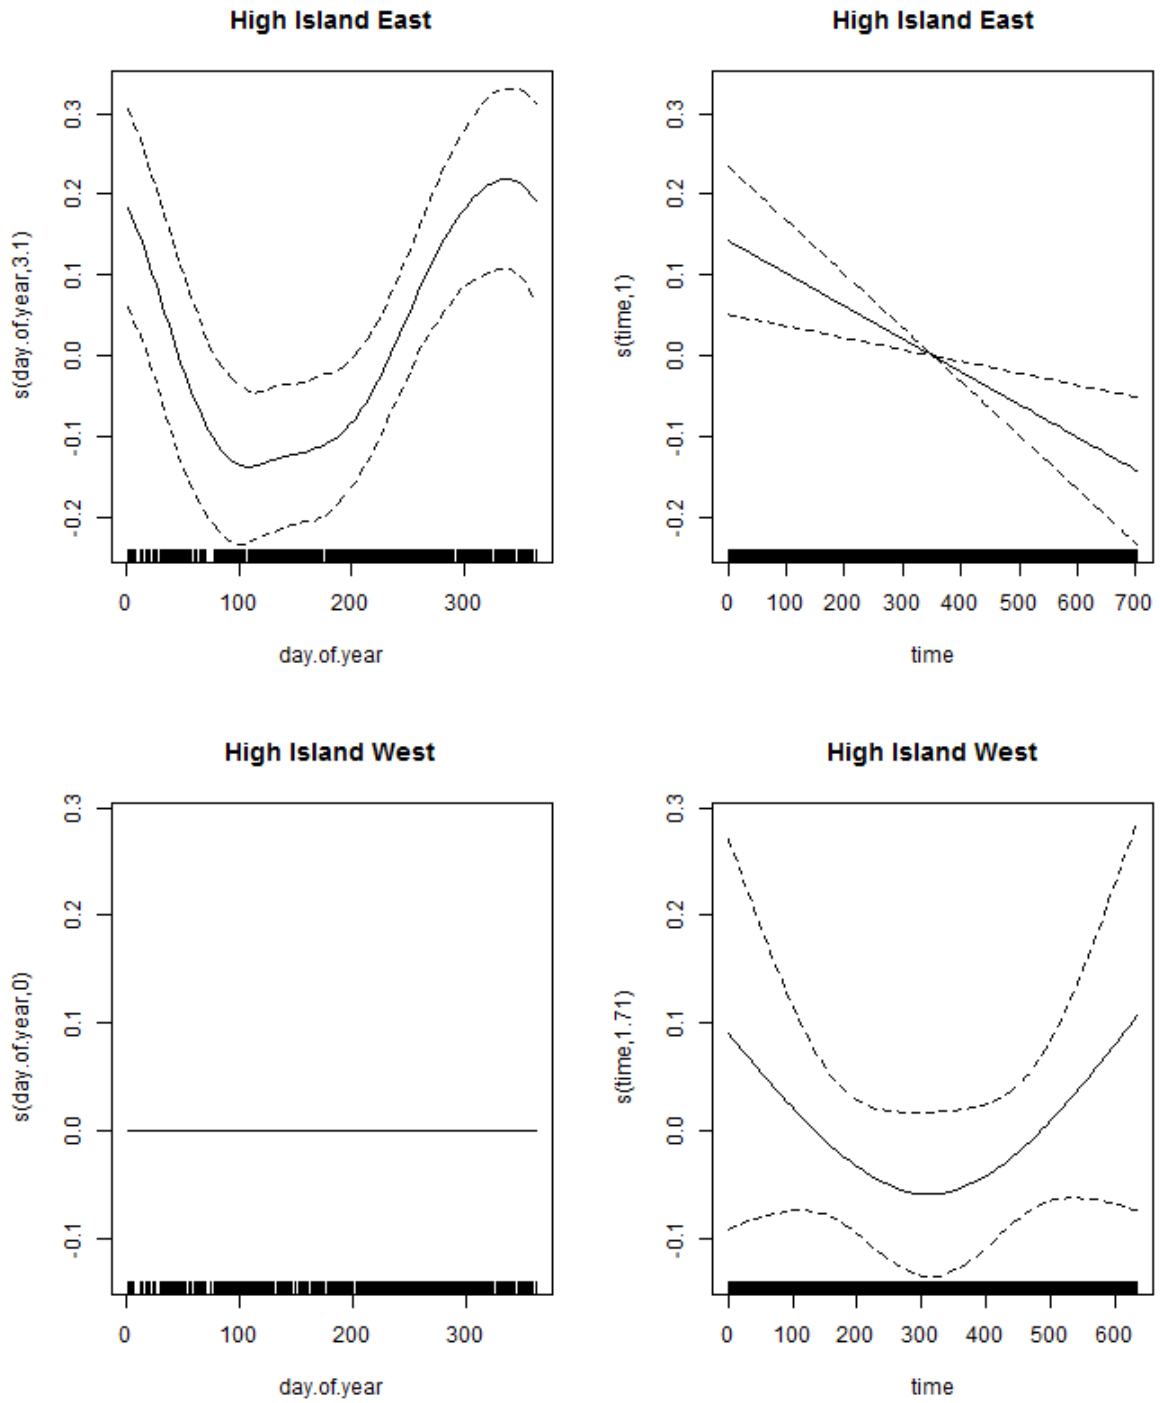 High Island East
s(day.of.year,3.1)
0.3
0.2
0.1
0.0
-0.1
-0.2
0 100 200 300
day.of.year
High Island East
s(time,1)
0.3
0.2
0.1
0.0
-0.1
-0.2
0 100 200 300 400 500 600 700
time
High Island West
s(day.of.year,0)
0.3
0.2
0.1
0.0
-0.1
0 100 200 300
day.of.year
High Island West
s(time,1.71)
0.3
0.2
0.1
0.0
-0.1
0 100 200 300 400 500 600
time